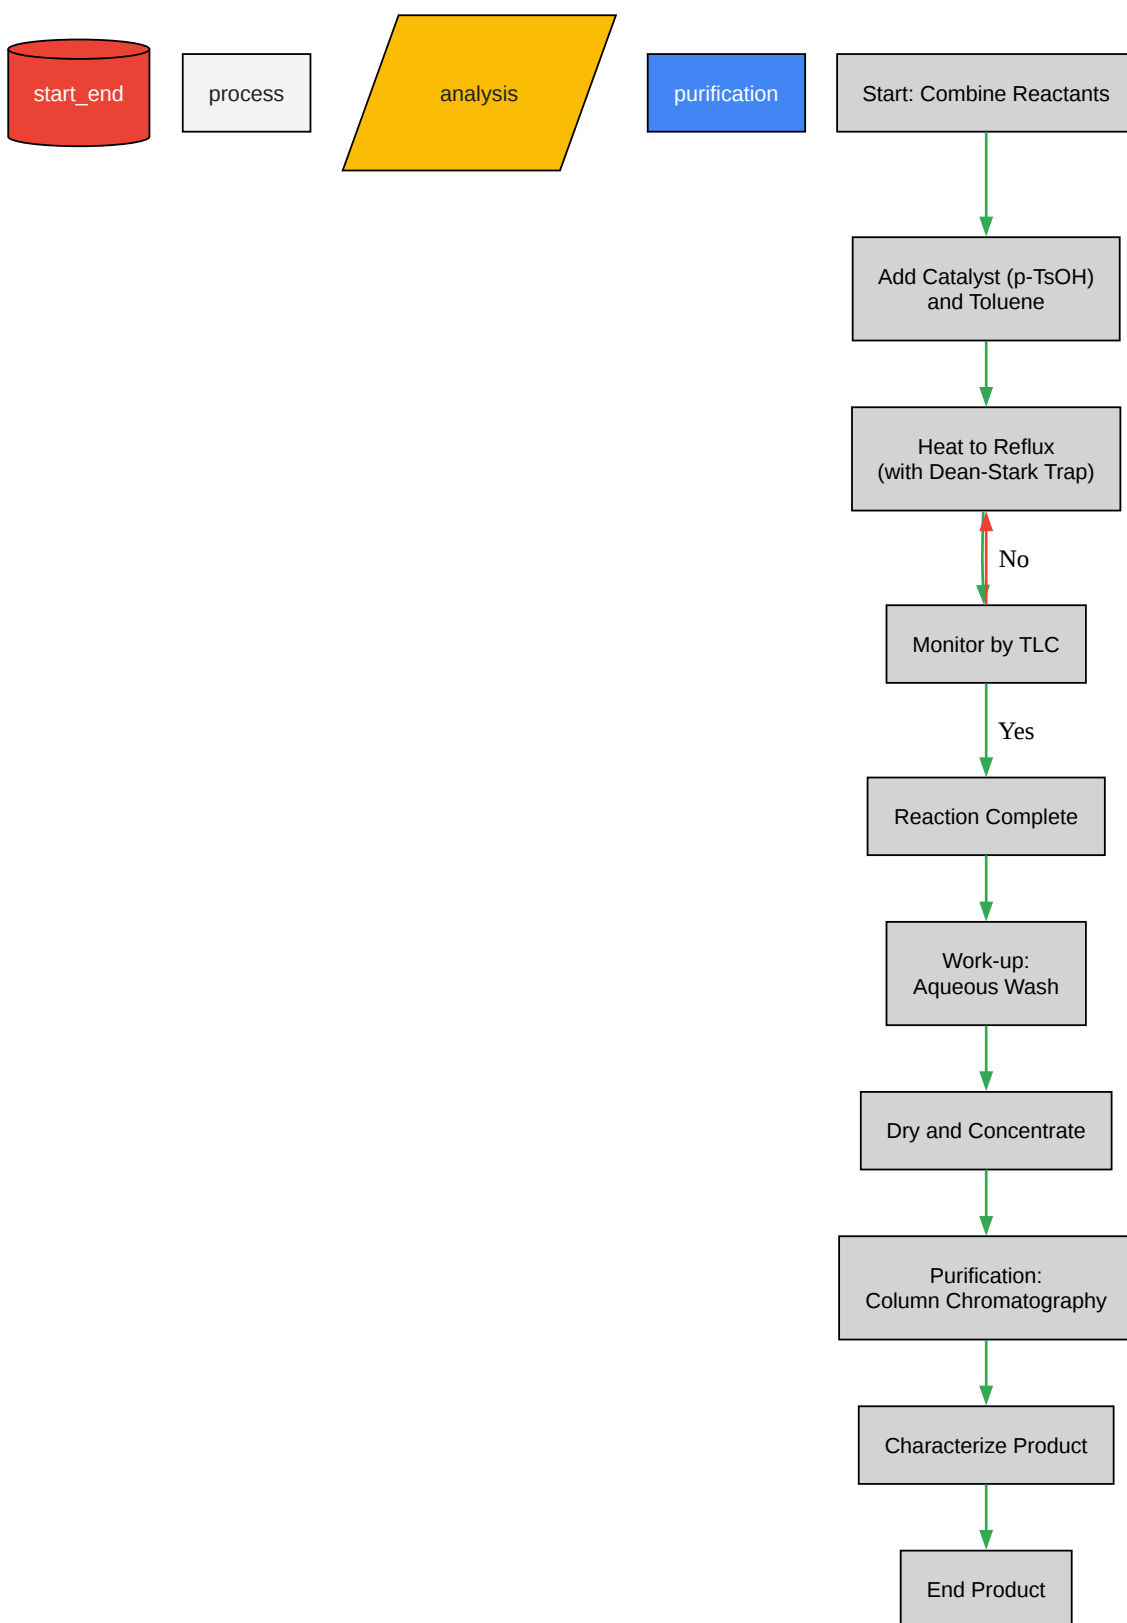 start_end
process
analysis
purification
Start: Combine Reactants
Add Catalyst (p-TsOH)
and Toluene
Heat to Reflux
(with Dean-Stark Trap)
No
Monitor by TLC
Yes
Reaction Complete
Work-up:
Aqueous Wash
Dry and Concentrate
Purification:
Column Chromatography
Characterize Product
End Product